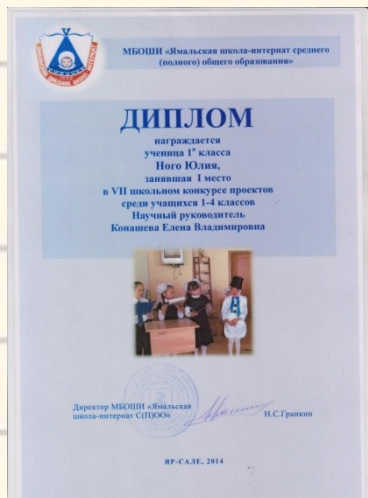 МБОШИ «Ямальская школа-интернат среднего
(полного) общего образования»
ДИПЛОМ
награждается
ученица 1ᵃ класса
Ного Юлия,
занявшая I место
в VII школьном конкурсе проектов
среди учащихся 1-4 классов
Научный руководитель
Конашева Елена Владимировна
Директор МБОШИ «Ямальская
школа-интернат С(П)ОО»
Н.С.Гранкин
ЯР-САЛЕ, 2014